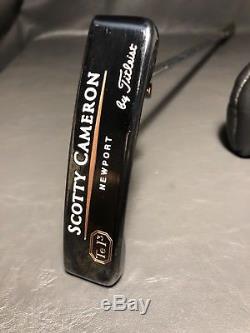 SCOTTY CAMERON
NEWPORT
by Titleist
TeI³